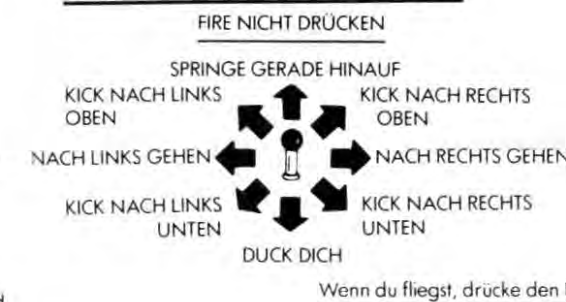 FIRE NICHT DRÜCKEN
SPRINGE GERADE HINAUF
KICK NACH LINKS OBEN
KICK NACH RECHTS OBEN
NACH LINKS GEHEN
NACH RECHTS GEHEN
KICK NACH LINKS UNTEN
KICK NACH RECHTS UNTEN
DUCK DICH
Wenn du fliegst, drücke den